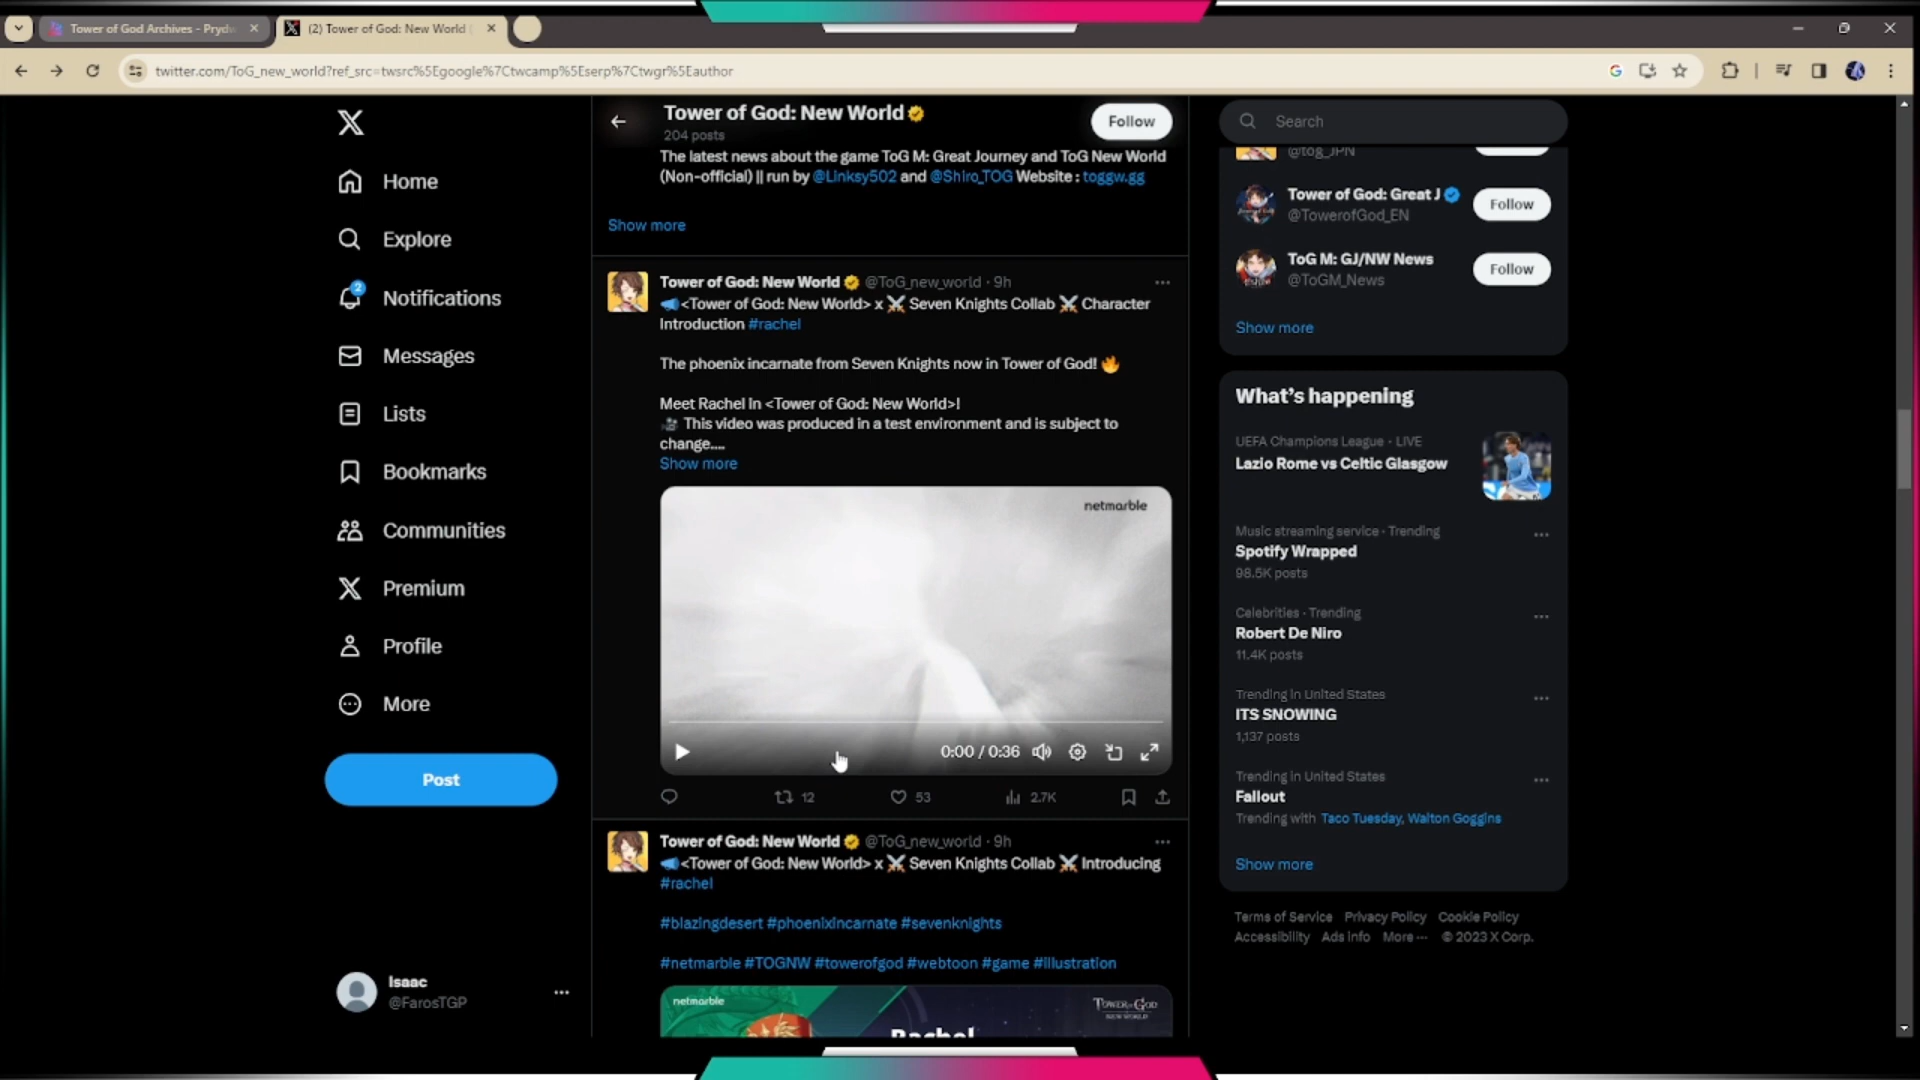 Tower of God Archives - Prydw
(2) Tower of God: New World
twitter.com/ToG_new_world?ref_src=twsrc%5Egoogle%7Ctwcamp%5Eserp%7Ctwgr%5Eauthor
Home
Explore
2
Notifications
Messages
Lists
Bookmarks
Communities
Premium
Profile
More
Post
Isaac
@FarosTGP
Tower of God: New World
204 posts
Follow
The latest news about the game ToG M: Great Journey and ToG New World
(Non-official) || run by @Linksy502 and @Shiro_TOG Website : toggw.gg
Show more
Tower of God: New World @ToG_new_world · 9h
<Tower of God: New World> x ⚔ Seven Knights Collab ⚔ Character
Introduction #rachel
The phoenix incarnate from Seven Knights now in Tower of God! 🔥
Meet Rachel in <Tower of God: New World>!
This video was produced in a test environment and is subject to
change....
Show more
netmarble
0:00 / 0:36
12
53
2.7K
Tower of God: New World @ToG_new_world · 9h
<Tower of God: New World> x ⚔ Seven Knights Collab ⚔ Introducing
#rachel
#blazingdesert #phoenixincarnate #sevenknights
#netmarble #TOGNW #towerofgod #webtoon #game #illustration
netmarble
TOWER of GOD
NEW WORLD
Rachel
Search
@tog_JPN
Tower of God: Great J
@TowerofGod_EN
Follow
ToG M: GJ/NW News
@ToGM_News
Follow
Show more
What's happening
UEFA Champions League · LIVE
Lazio Rome vs Celtic Glasgow
Music streaming service · Trending
Spotify Wrapped
98.5K posts
Celebrities · Trending
Robert De Niro
11.4K posts
Trending in United States
ITS SNOWING
1,137 posts
Trending in United States
Fallout
Trending with Taco Tuesday, Walton Goggins
Show more
Terms of Service Privacy Policy Cookie Policy
Accessibility Ads info More ··· © 2023 X Corp.